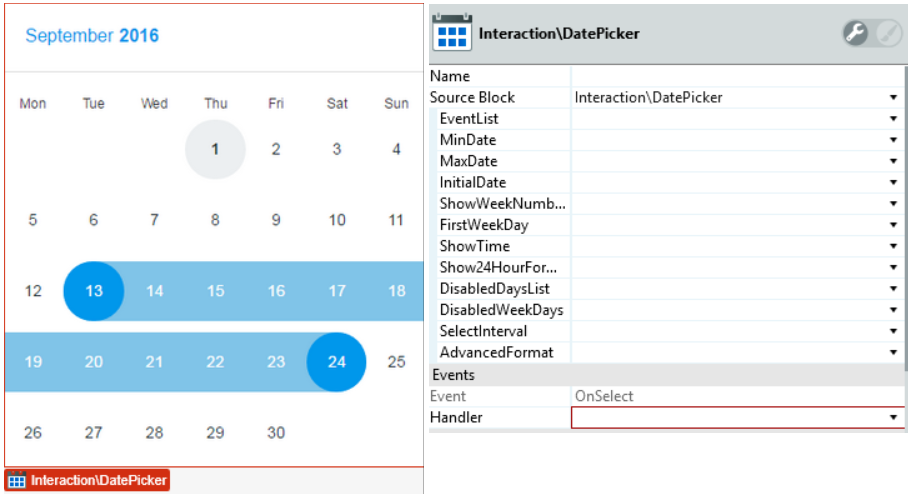 September 2016
Mon Tue Wed Thu Fri Sat Sun
1 2 3 4
5 6 7 8 9 10 11
12 13 14 15 16 17 18
19 20 21 22 23 24 25
26 27 28 29 30
Interaction\DatePicker
Interaction\DatePicker
Name
Source Block Interaction\DatePicker
EventList
MinDate
MaxDate
InitialDate
ShowWeekNumb...
FirstWeekDay
ShowTime
Show24HourFor...
DisabledDaysList
DisabledWeekDays
SelectInterval
AdvancedFormat
Events
Event OnSelect
Handler